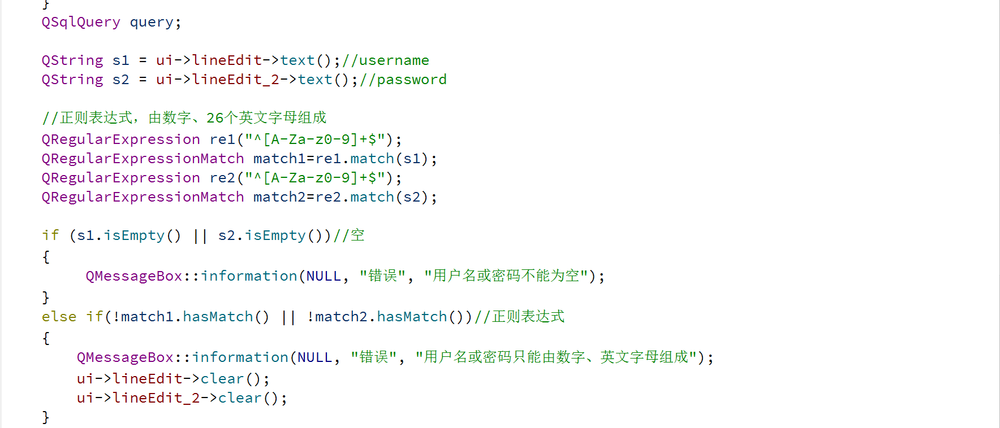 }
QSqlQuery query;
QString s1 = ui->lineEdit->text();//username
QString s2 = ui->lineEdit_2->text();//password
//正则表达式，由数字、26个英文字母组成
QRegularExpression re1("^[A-Za-z0-9]+$");
QRegularExpressionMatch match1=re1.match(s1);
QRegularExpression re2("^[A-Za-z0-9]+$");
QRegularExpressionMatch match2=re2.match(s2);
if (s1.isEmpty() || s2.isEmpty())//空
{
QMessageBox::information(NULL, "错误", "用户名或密码不能为空");
}
else if(!match1.hasMatch() || !match2.hasMatch())//正则表达式
{
QMessageBox::information(NULL, "错误", "用户名或密码只能由数字、英文字母组成");
ui->lineEdit->clear();
ui->lineEdit_2->clear();
}